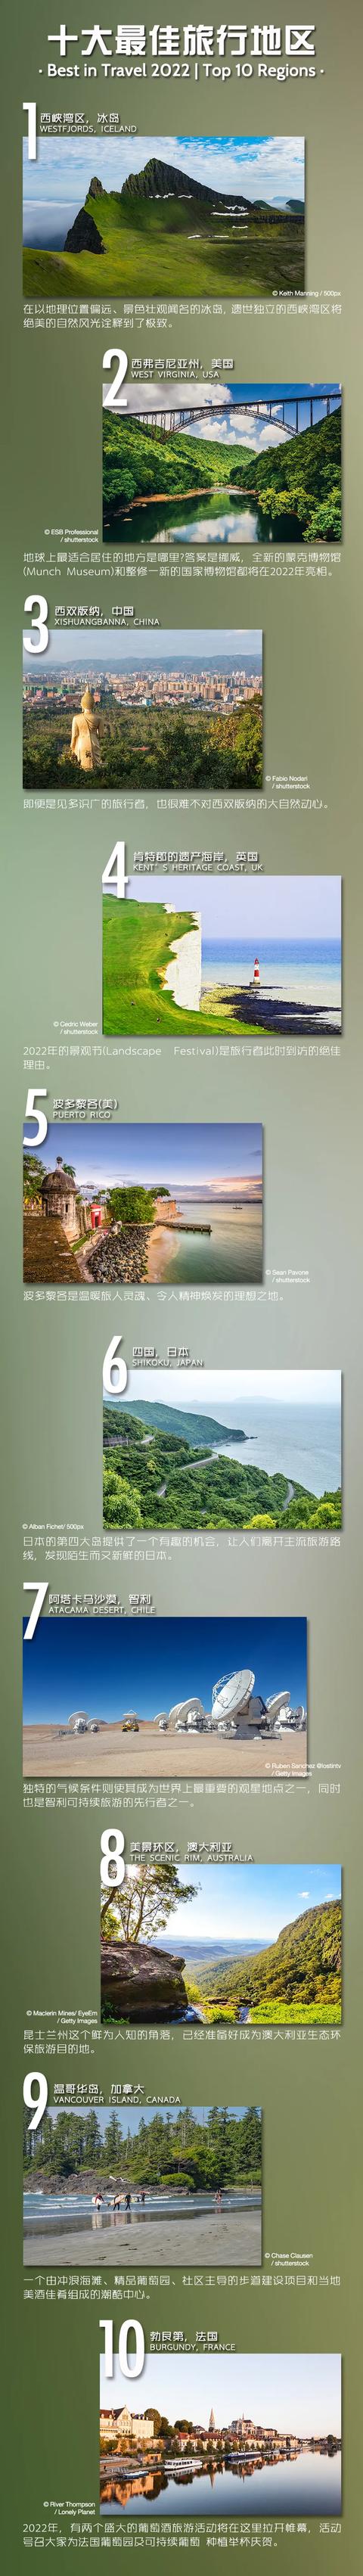 十大最佳旅行地区
· Best in Travel 2022 | Top 10 Regions ·
1
西峡湾区，冰岛
WESTFJORDS, ICELAND
© Keith Manning / 500px
在以地理位置偏远、景色壮观闻名的冰岛, 遗世独立的西峡湾区将
绝美的自然风光诠释到了极致。
2
西弗吉尼亚州，美国
WEST VIRGINIA, USA
© ESB Professional
/ shutterstock
地球上最适合居住的地方是哪里?答案是挪威，全新的蒙克博物馆
(Munch Museum)和整修一新的国家博物馆都将在2022年亮相。
3
西双版纳，中国
XISHUANGBANNA, CHINA
© Fabio Nodari
/ shutterstock
即便是见多识广的旅行者，也很难不对西双版纳的大自然动心。
4
肯特郡的遗产海岸，英国
KENT'S HERITAGE COAST, UK
© Cedric Weber
/ shutterstock
2022年的景观节(Landscape Festival)是旅行者此时到访的绝佳
理由。
5
波多黎各(美)
PUERTO RICO
© Sean Pavone
/ shutterstock
波多黎各是温暖旅人灵魂、令人精神焕发的理想之地。
6
四国，日本
SHIKOKU, JAPAN
© Alban Fichet/ 500px
日本的第四大岛提供了一个有趣的机会，让人们离开主流旅游路
线，发现陌生而又新鲜的日本。
7
阿塔卡马沙漠，智利
ATACAMA DESERT, CHILE
© Ruben Sanchez @lostintv
/ Getty Images
独特的气候条件则使其成为世界上最重要的观星地点之一，同时
也是智利可持续旅游的先行者之一。
8
美景环区，澳大利亚
THE SCENIC RIM, AUSTRALIA
© Maclerin Mines/ EyeEm
/ Getty Images
昆士兰州这个鲜为人知的角落，已经准备好成为澳大利亚生态环
保旅游目的地。
9
温哥华岛，加拿大
VANCOUVER ISLAND, CANADA
© Chase Clausen
/ shutterstock
一个由冲浪海滩、精品葡萄园、社区主导的步道建设项目和当地
美酒佳肴组成的潮酷中心。
10
勃艮第，法国
BURGUNDY, FRANCE
© River Thompson
/ Lonely Planet
2022年，有两个盛大的葡萄酒旅游活动将在这里拉开帷幕，活动
号召大家为法国葡萄园及可持续葡萄 种植举杯庆贺。